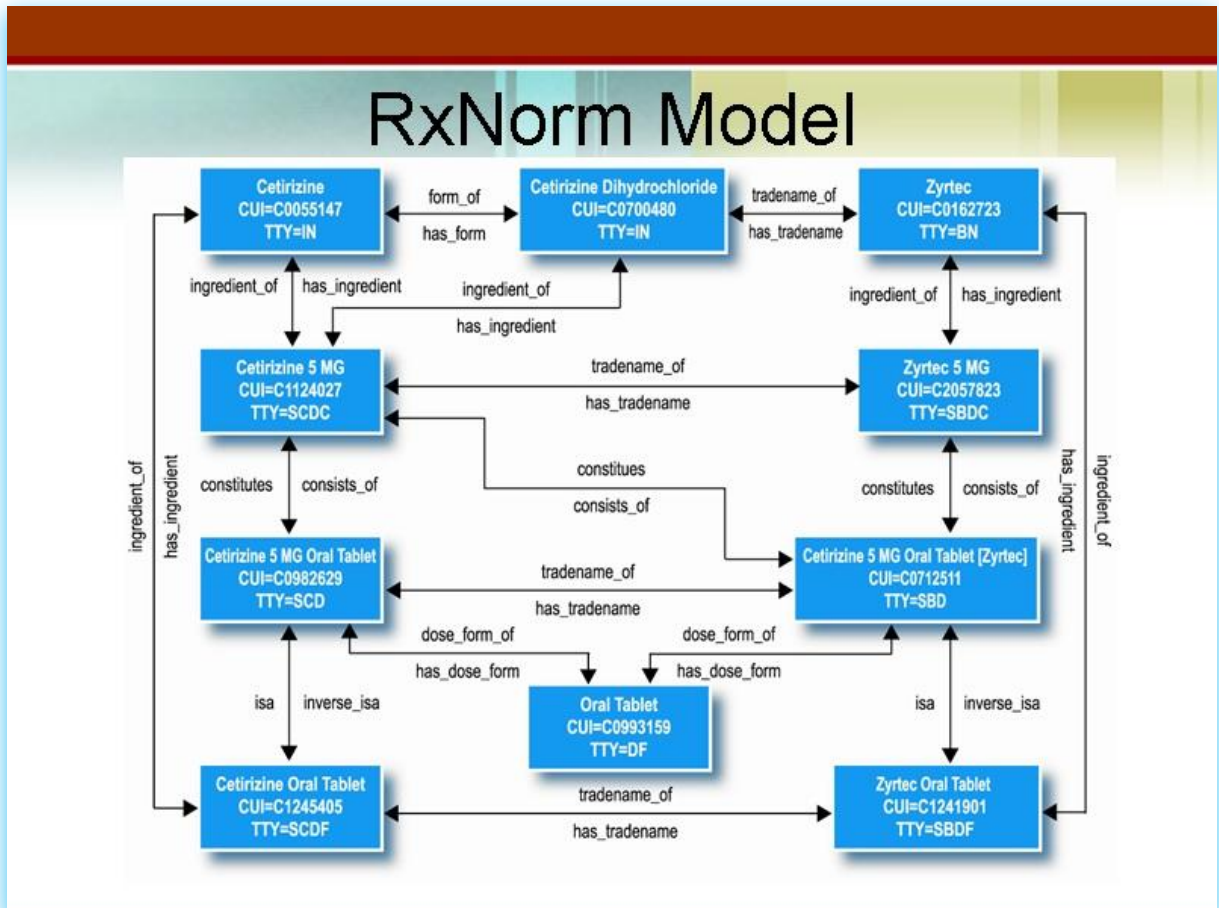 RxNorm Model
Cetirizine
CUI=C0055147
TTY=IN
form_of
has_form
Cetirizine Dihydrochloride
CUI=C0700480
TTY=IN
tradename_of
has_tradename
Zyrtec
CUI=C0162723
TTY=BN
ingredient_of
has_ingredient
ingredient_of
has_ingredient
ingredient_of
has_ingredient
Cetirizine 5 MG
CUI=C1124027
TTY=SCDC
tradename_of
has_tradename
Zyrtec 5 MG
CUI=C2057823
TTY=SBDC
ingredient_of
has_ingredient
constitutes
consists_of
constitues
consists_of
constitutes
consists_of
has_ingredient
ingredient_of
Cetirizine 5 MG Oral Tablet
CUI=C0982629
TTY=SCD
tradename_of
has_tradename
Cetirizine 5 MG Oral Tablet [Zyrtec]
CUI=C0712511
TTY=SBD
dose_form_of
has_dose_form
dose_form_of
has_dose_form
isa
inverse_isa
Oral Tablet
CUI=C0993159
TTY=DF
isa
inverse_isa
Cetirizine Oral Tablet
CUI=C1245405
TTY=SCDF
tradename_of
has_tradename
Zyrtec Oral Tablet
CUI=C1241901
TTY=SBDF